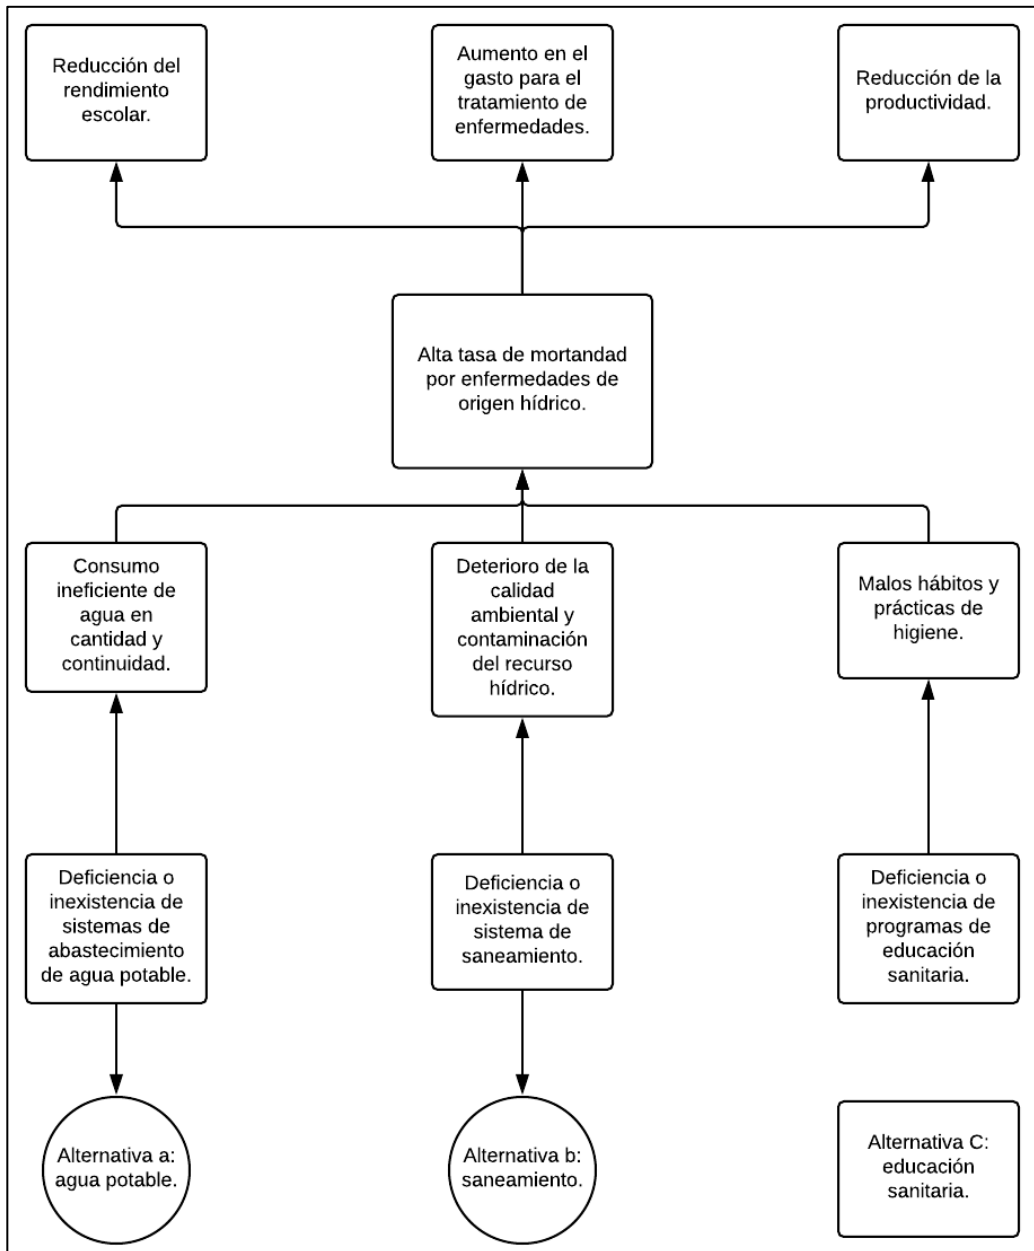 Reducción del
rendimiento
escolar.
Aumento en el
gasto para el
tratamiento de
enfermedades.
Reducción de la
productividad.
Alta tasa de mortandad
por enfermedades de
origen hídrico.
Consumo
ineficiente de
agua en
cantidad y
continuidad.
Deterioro de la
calidad
ambiental y
contaminación
del recurso
hídrico.
Malos hábitos y
prácticas de
higiene.
Deficiencia o
inexistencia de
sistemas de
abastecimiento
de agua potable.
Deficiencia o
inexistencia de
sistema de
saneamiento.
Deficiencia o
inexistencia de
programas de
educación
sanitaria.
Alternativa a:
agua potable.
Alternativa b:
saneamiento.
Alternativa C:
educación
sanitaria.